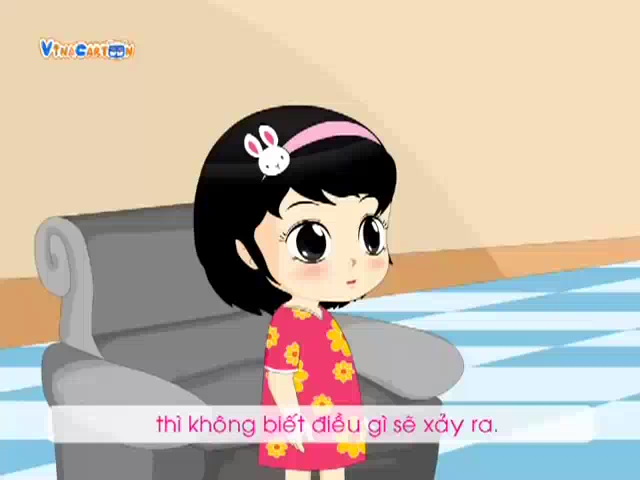 VINACARTOON
thì không biết điều gì sẽ xảy ra.